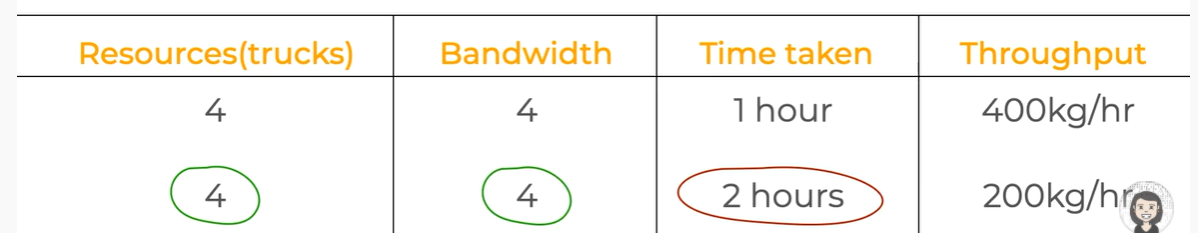 Resources(trucks) Bandwidth Time taken Throughput
4 4 1 hour 400kg/hr
4 4 2 hours 200kg/hr